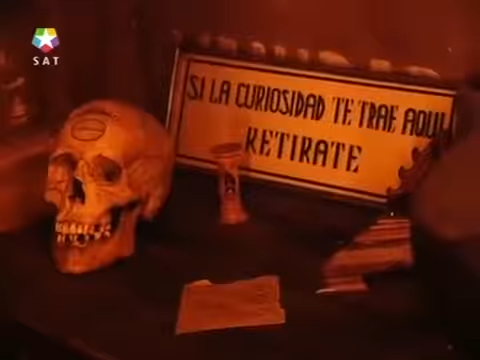 SAT
SI LA CURIOSIDAD TE TRAE AQUI
RETIRATE